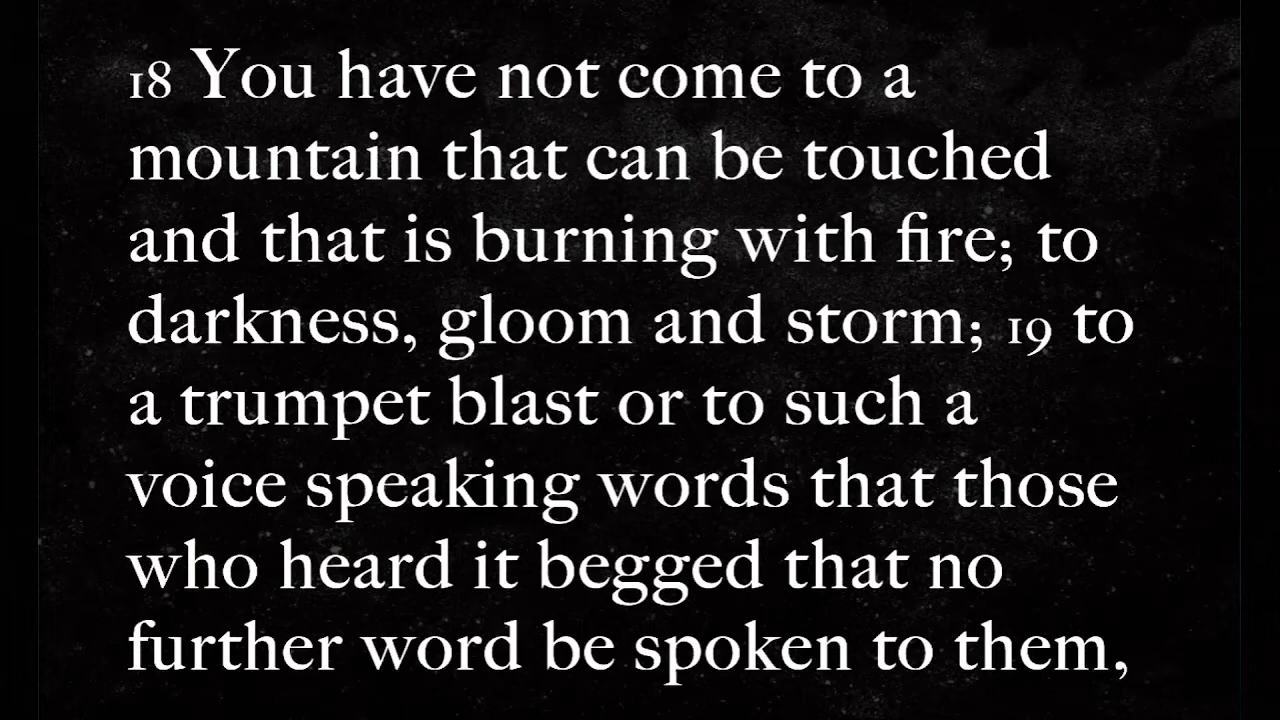 18 You have not come to a
mountain that can be touched
and that is burning with fire; to
darkness, gloom and storm; 19 to
a trumpet blast or to such a
voice speaking words that those
who heard it begged that no
further word be spoken to them,